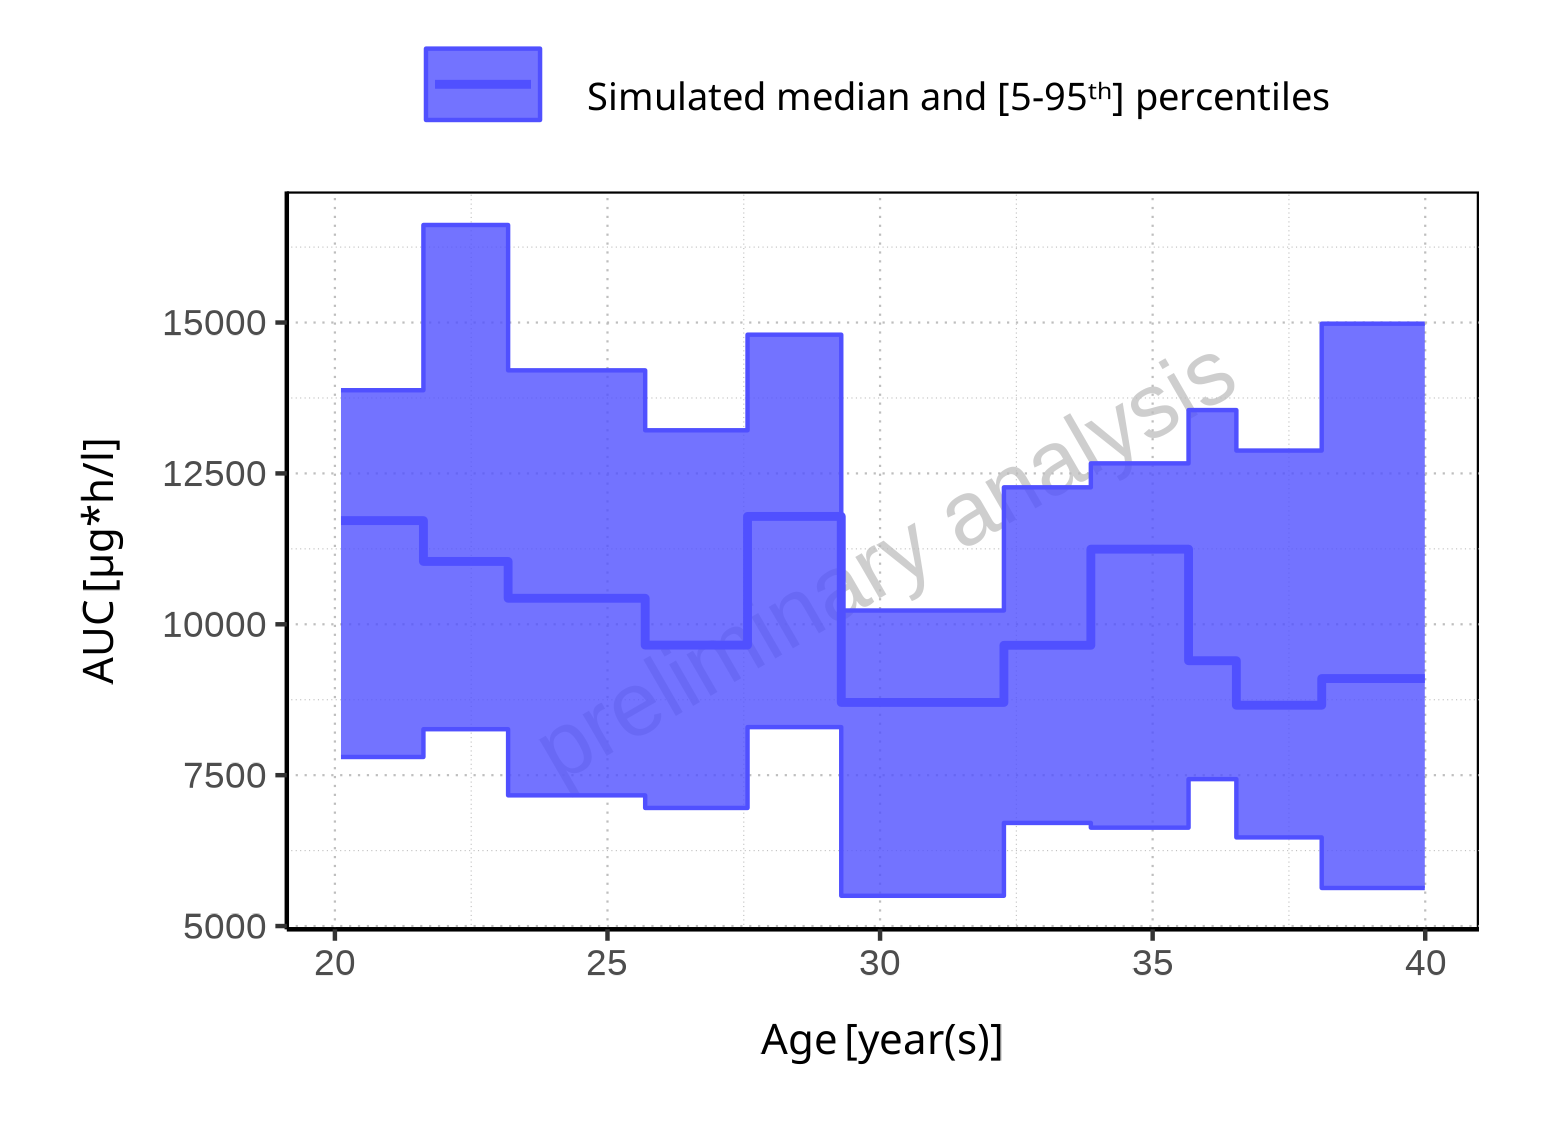 Simulated median and [5-95ᵗʰ] percentiles
15000
12500
10000
7500
5000
AUC [µg*h/l]
preliminary analysis
20 25 30 35 40
Age [year(s)]